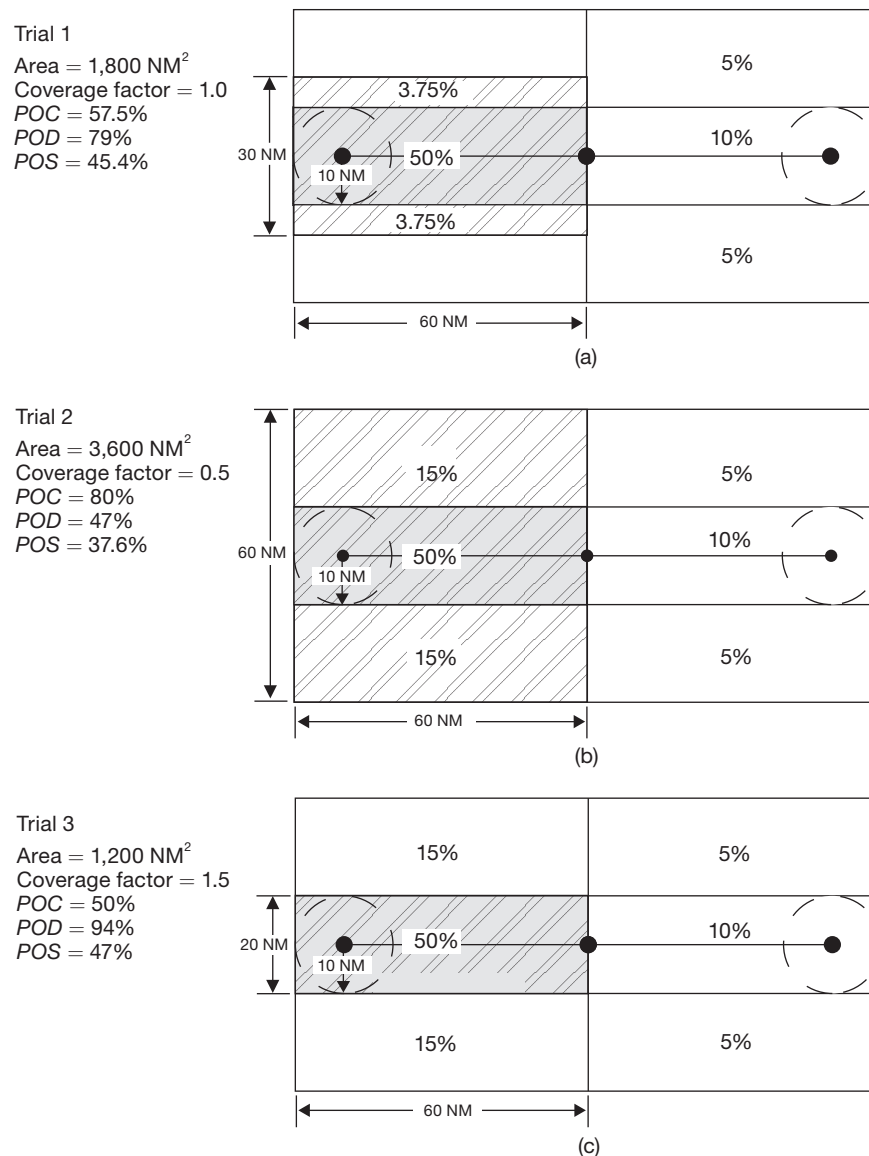 Trial 1
Area = 1,800 NM²
Coverage factor = 1.0
POC = 57.5%
POD = 79%
POS = 45.4%
5%
3.75%
10%
30 NM
50%
10 NM
3.75%
5%
60 NM
(a)
Trial 2
Area = 3,600 NM²
Coverage factor = 0.5
POC = 80%
POD = 47%
POS = 37.6%
15%
5%
10%
60 NM
50%
10 NM
15%
5%
60 NM
(b)
Trial 3
Area = 1,200 NM²
Coverage factor = 1.5
POC = 50%
POD = 94%
POS = 47%
15%
5%
10%
20 NM
50%
10 NM
15%
5%
60 NM
(c)